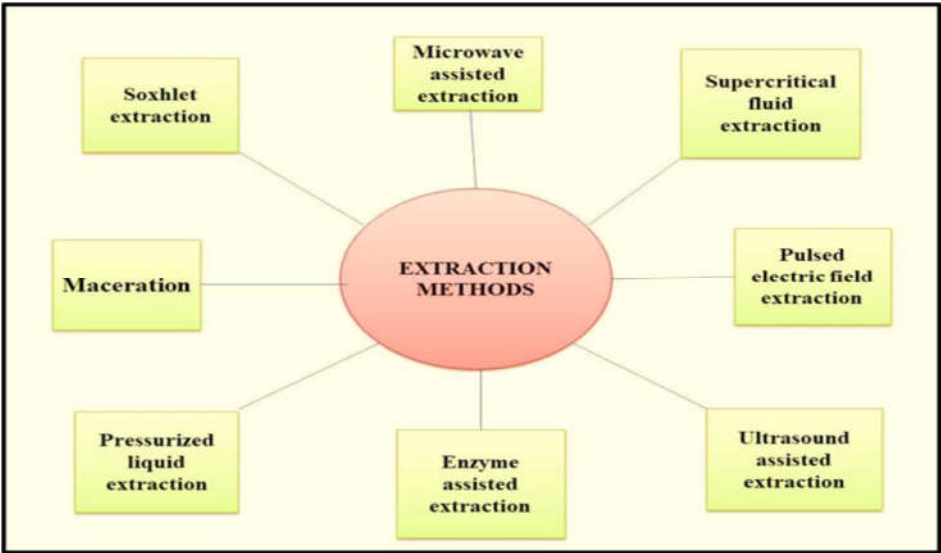 Microwave
assisted
extraction
Soxhlet
extraction
Supercritical
fluid
extraction
EXTRACTION
METHODS
Maceration
Pulsed
electric field
extraction
Pressurized
liquid
extraction
Enzyme
assisted
extraction
Ultrasound
assisted
extraction